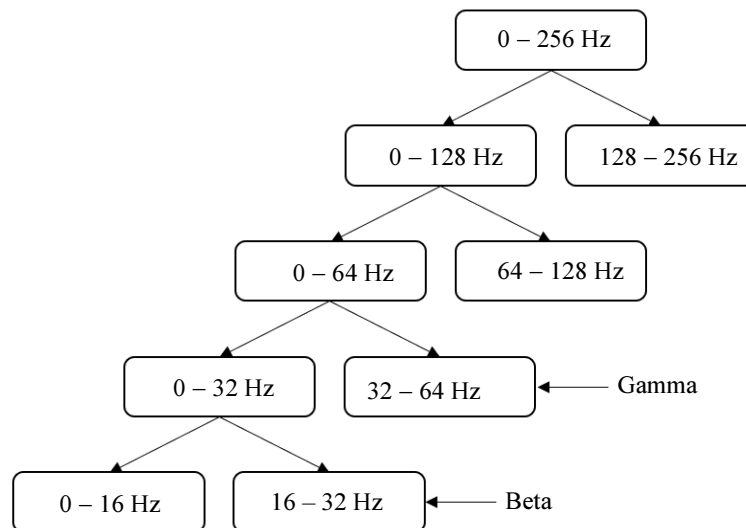 0 – 256 Hz
0 – 128 Hz
128 – 256 Hz
0 – 64 Hz
64 – 128 Hz
0 – 32 Hz
32 – 64 Hz
Gamma
0 – 16 Hz
16 – 32 Hz
Beta